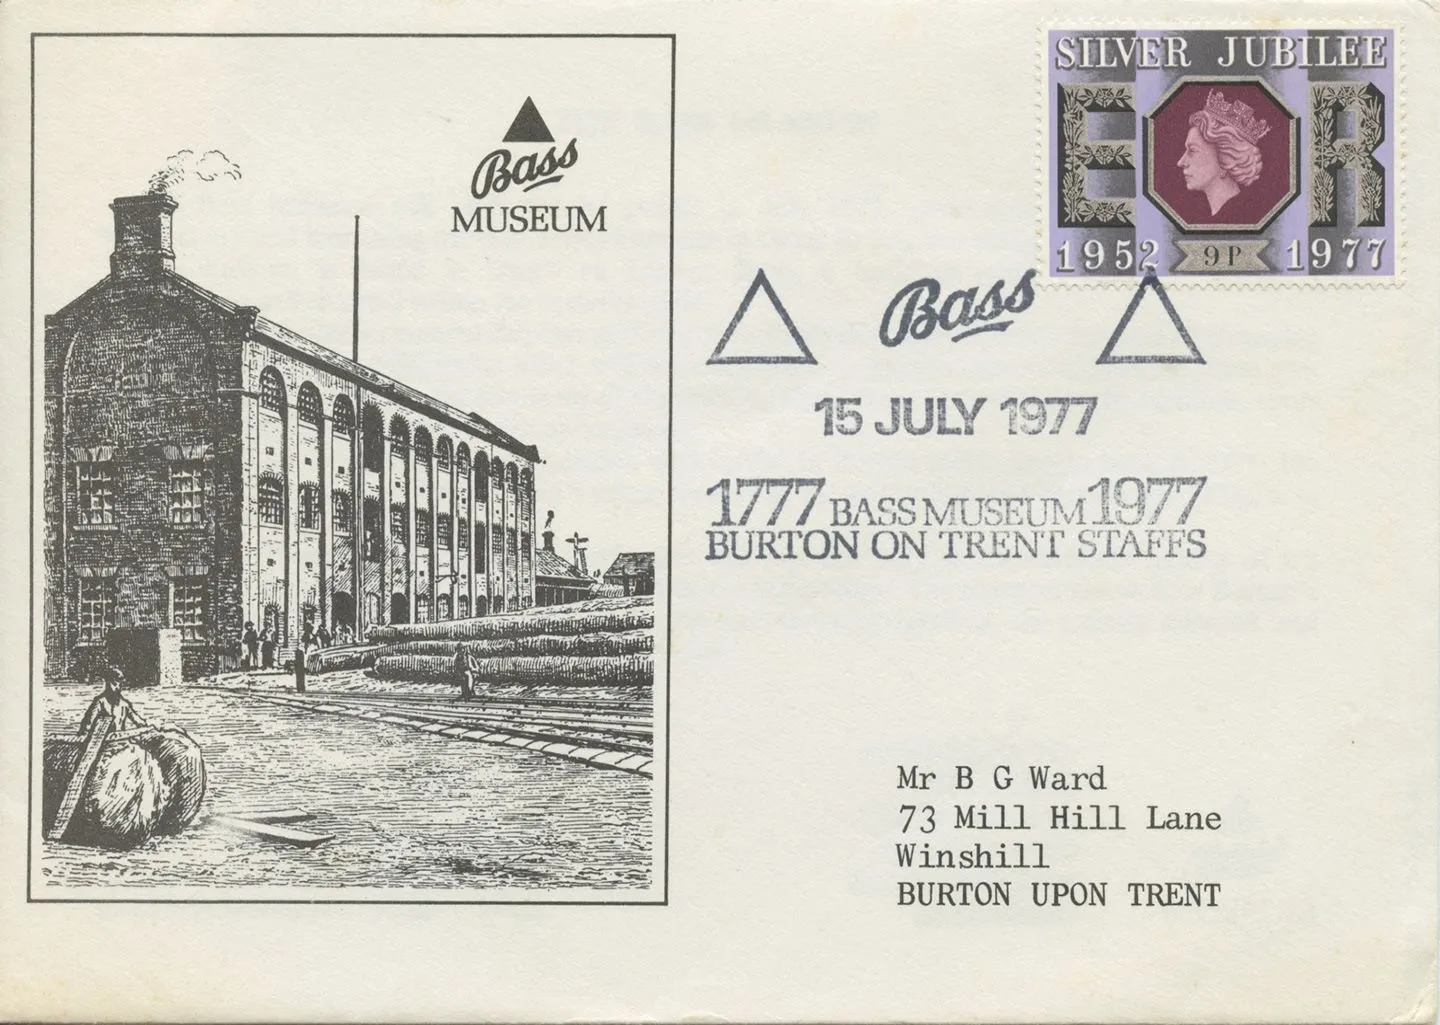 Bass
MUSEUM
SILVER JUBILEE
E R
1952 9P 1977
Bass
15 JULY 1977
1777 BASS MUSEUM 1977
BURTON ON TRENT STAFFS
Mr B G Ward
73 Mill Hill Lane
Winshill
BURTON UPON TRENT